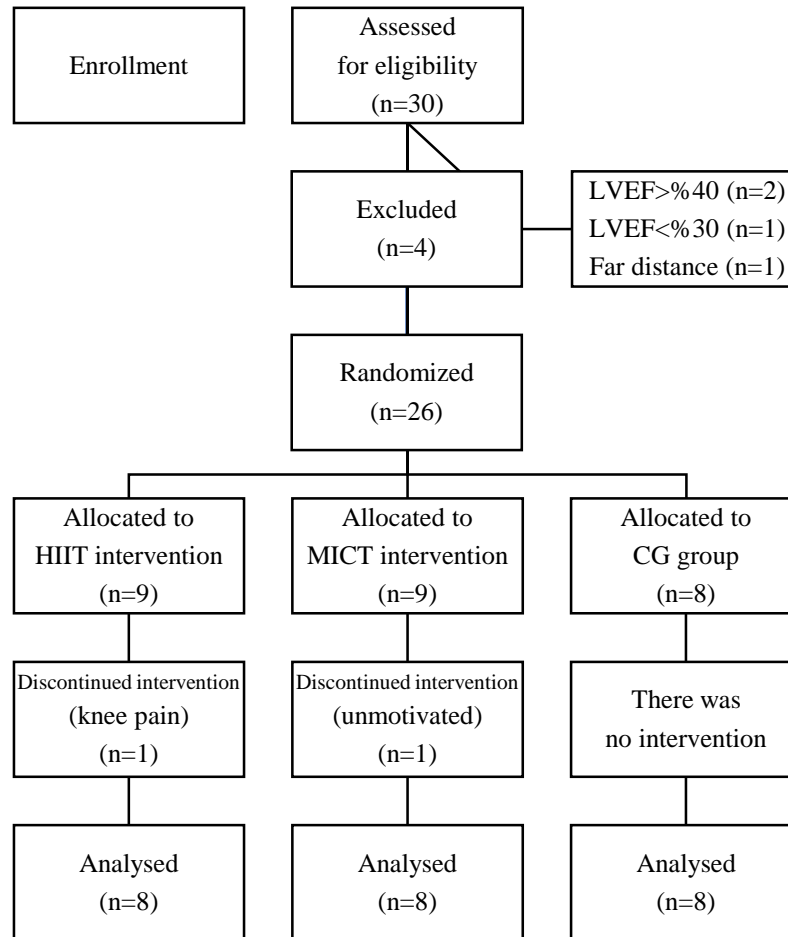 Enrollment
Assessed
for eligibility
(n=30)
Excluded
(n=4)
LVEF>%40 (n=2)
LVEF<%30 (n=1)
Far distance (n=1)
Randomized
(n=26)
Allocated to
HIIT intervention
(n=9)
Allocated to
MICT intervention
(n=9)
Allocated to
CG group
(n=8)
Discontinued intervention
(knee pain)
(n=1)
Discontinued intervention
(unmotivated)
(n=1)
There was
no intervention
Analysed
(n=8)
Analysed
(n=8)
Analysed
(n=8)